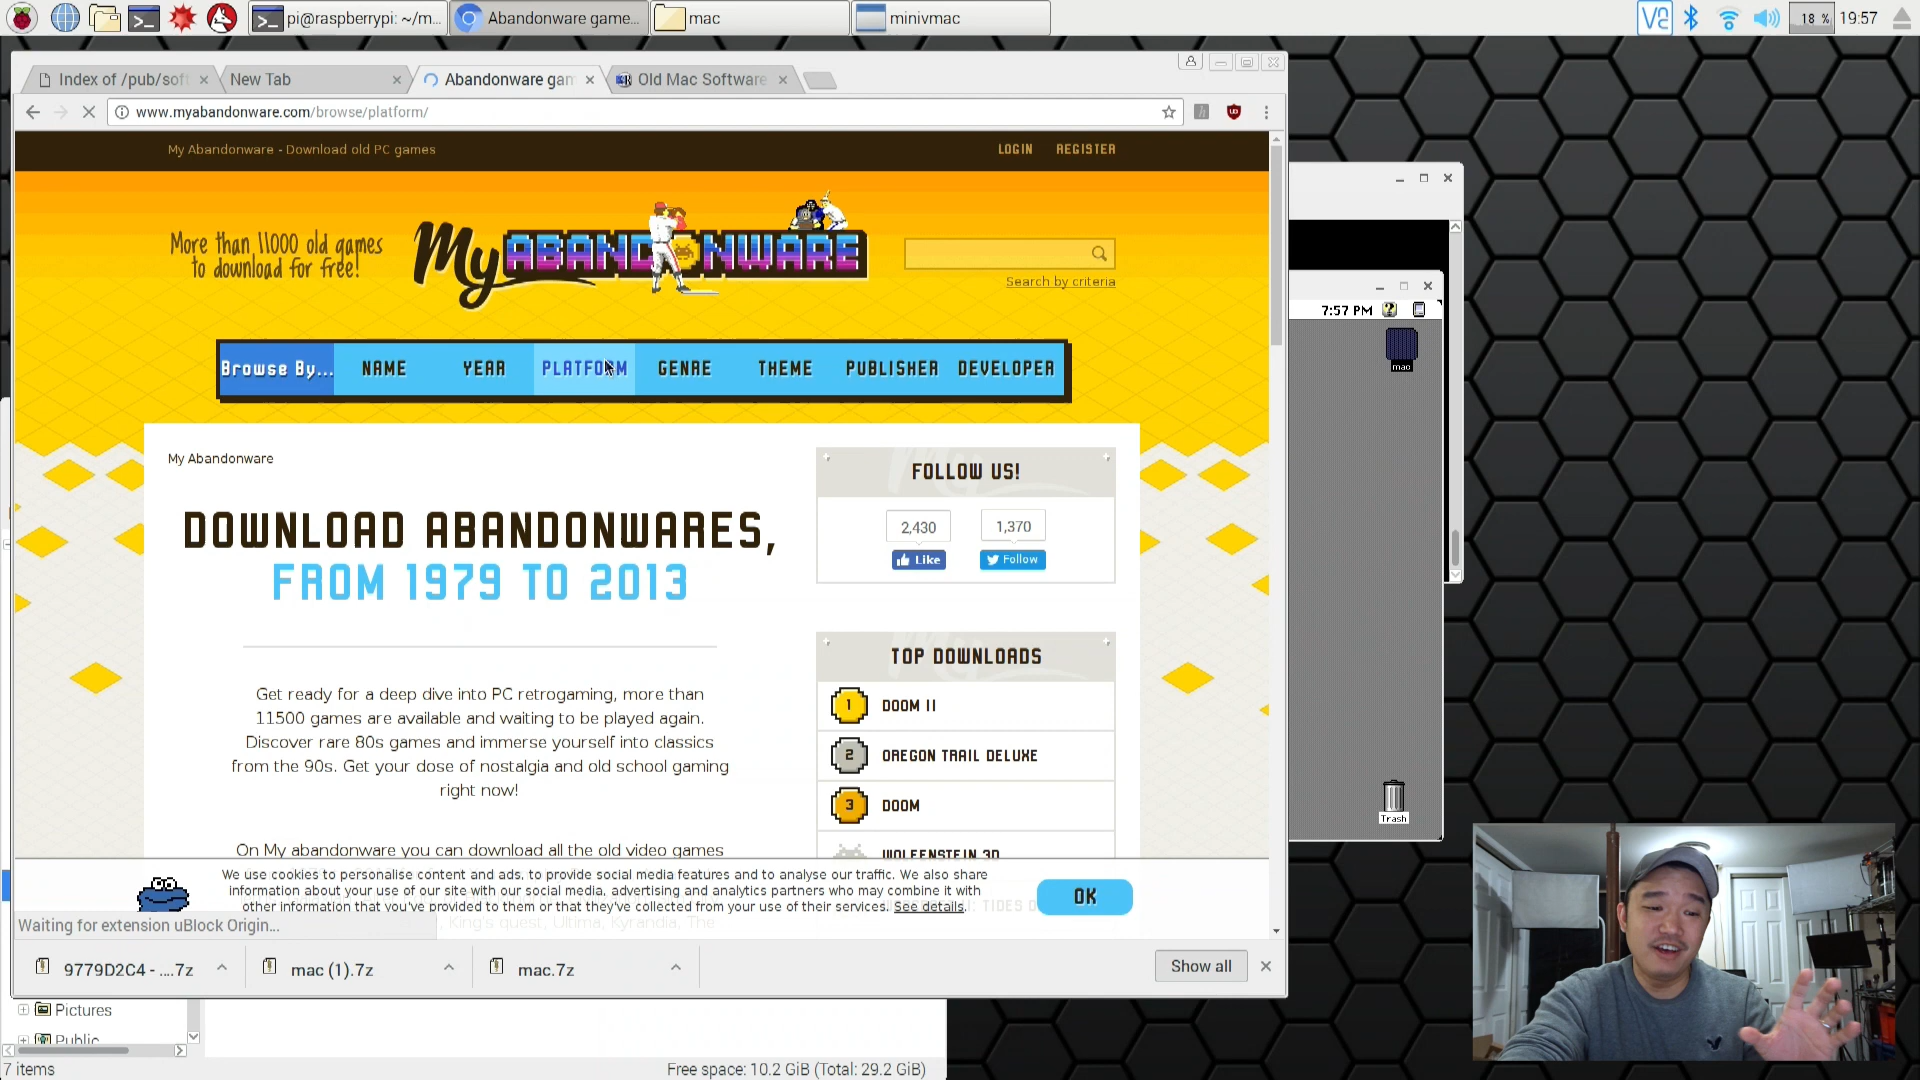 pi@raspberrypi: ~/m...
Abandonware game...
mac
minivmac
18 %
19:57
Index of /pub/soft
New Tab
Abandonware gam
Old Mac Software
www.myabandonware.com/browse/platform/
My Abandonware - Download old PC games
LOGIN
REGISTER
More than 11000 old games
to download for free!
My ABANDONWARE
Search by criteria
7:57 PM
mac
Browse By...
NAME
YEAR
PLATFORM
GENRE
THEME
PUBLISHER
DEVELOPER
My Abandonware
DOWNLOAD ABANDONWARES,
FROM 1979 TO 2013
FOLLOW US!
2,430
1,370
Like
Follow
TOP DOWNLOADS
1 DOOM II
2 OREGON TRAIL DELUXE
3 DOOM
WOLFENSTEIN 3D
Get ready for a deep dive into PC retrogaming, more than
11500 games are available and waiting to be played again.
Discover rare 80s games and immerse yourself into classics
from the 90s. Get your dose of nostalgia and old school gaming
right now!
On My abandonware you can download all the old video games
Trash
We use cookies to personalise content and ads, to provide social media features and to analyse our traffic. We also share
information about your use of our site with our social media, advertising and analytics partners who may combine it with
other information that you've provided to them or that they've collected from your use of their services. See details.
OK
King's quest, Ultima, Kyrandia, The
Waiting for extension uBlock Origin...
9779D2C4 - ....7z
mac (1).7z
mac.7z
Show all
Pictures
Public
7 items
Free space: 10.2 GiB (Total: 29.2 GiB)